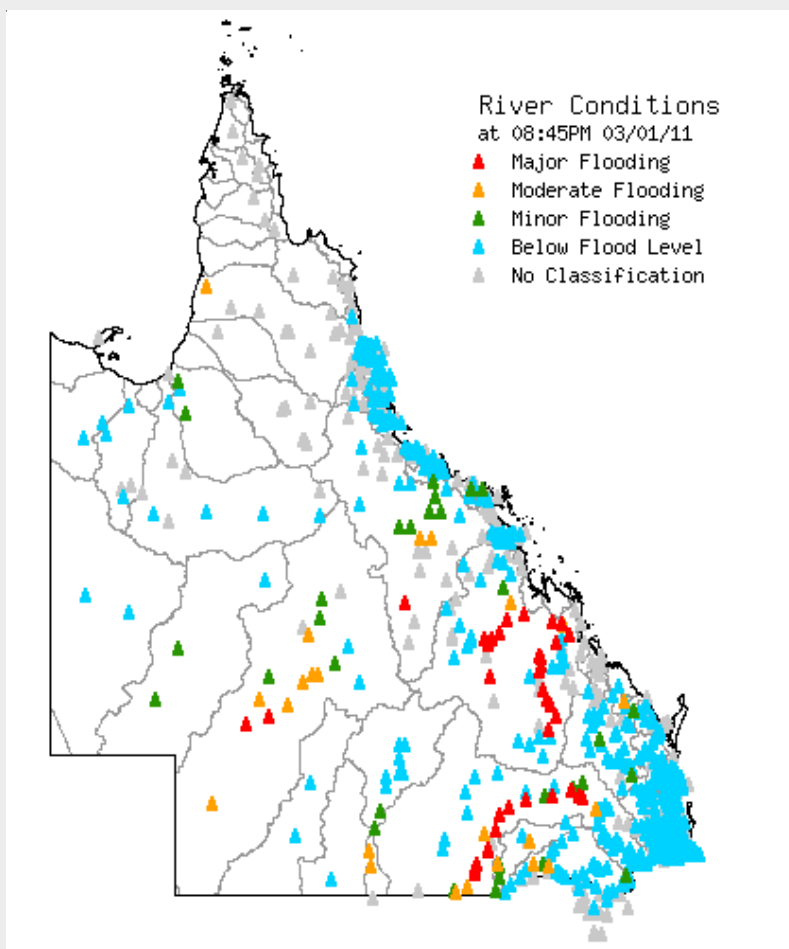 River Conditions
at 08:45PM 03/01/11
Major Flooding
Moderate Flooding
Minor Flooding
Below Flood Level
No Classification